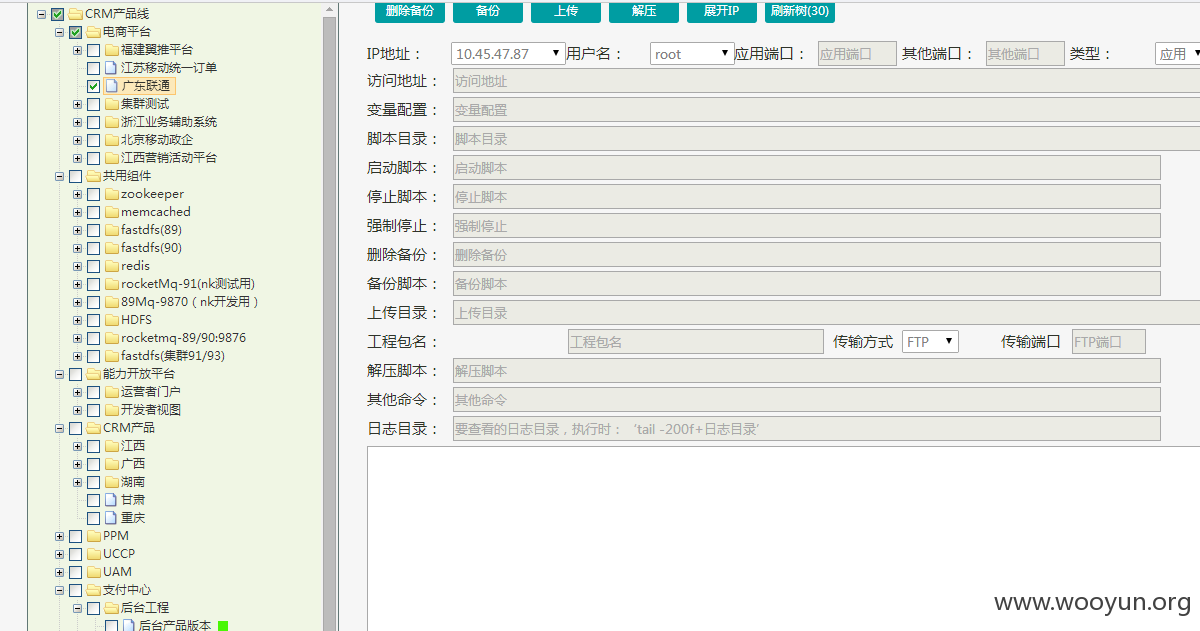 CRM产品线
电商平台
福建翼推平台
江苏移动统一订单
广东联通
集群测试
浙江业务辅助系统
北京移动政企
江西营销活动平台
共用组件
zookeeper
memcached
fastdfs(89)
fastdfs(90)
redis
rocketMq-91(nk测试用)
89Mq-9870（nk开发用）
HDFS
rocketmq-89/90:9876
fastdfs(集群91/93)
能力开放平台
运营者门户
开发者视图
CRM产品
江西
广西
湖南
甘肃
重庆
PPM
UCCP
UAM
支付中心
后台工程
后台产品版本
删除备份 备份 上传 解压 展开IP 刷新树(30)
IP地址： 10.45.47.87 用户名： root 应用端口： 应用端口 其他端口： 其他端口 类型： 应用
访问地址： 访问地址
变量配置： 变量配置
脚本目录： 脚本目录
启动脚本： 启动脚本
停止脚本： 停止脚本
强制停止： 强制停止
删除备份： 删除备份
备份脚本： 备份脚本
上传目录： 上传目录
工程包名： 工程包名 传输方式 FTP 传输端口 FTP端口
解压脚本： 解压脚本
其他命令： 其他命令
日志目录： 要查看的日志目录，执行时： ‘tail -200f+日志目录’
www.wooyun.org